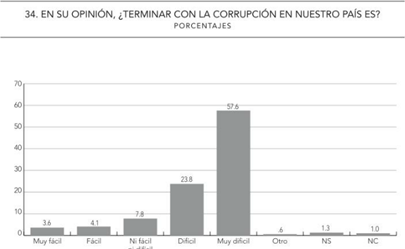 34. EN SU OPINIÓN, ¿TERMINAR CON LA CORRUPCIÓN EN NUESTRO PAÍS ES?
PORCENTAJES
70
60
50
40
30
20
10
0
3.6
4.1
7.8
23.8
57.6
.6
1.3
1.0
Muy fácil
Fácil
Ni fácil
ni difícil
Difícil
Muy difícil
Otro
NS
NC